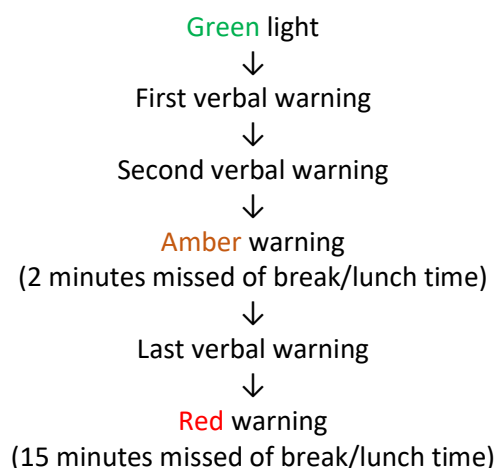 Green light
↓
First verbal warning
↓
Second verbal warning
↓
Amber warning
(2 minutes missed of break/lunch time)
↓
Last verbal warning
↓
Red warning
(15 minutes missed of break/lunch time)